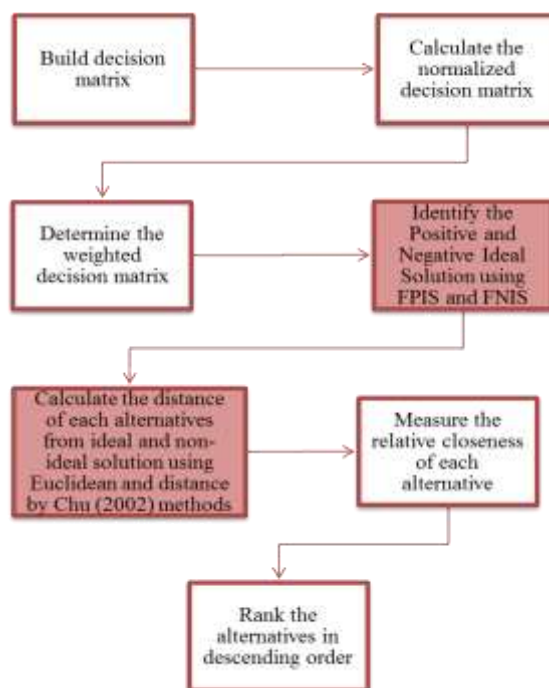 Build decision
matrix
Calculate the
normalized
decision matrix
Determine the
weighted
decision matrix
Identify the
Positive and
Negative Ideal
Solution using
FPIS and FNIS
Calculate the distance
of each alternatives
from ideal and non-
ideal solution using
Euclidean and distance
by Chu (2002) methods
Measure the
relative closeness
of each
alternative
Rank the
alternatives in
descending order